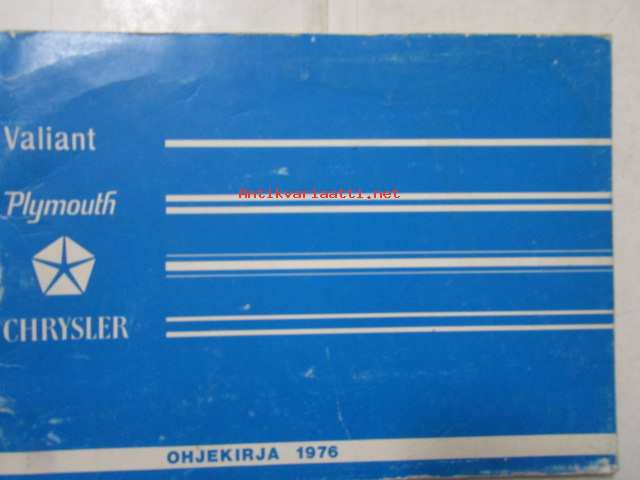 Valiant
Plymouth
Antikvariaatti.net
CHRYSLER
OHJEKIRJA 1976